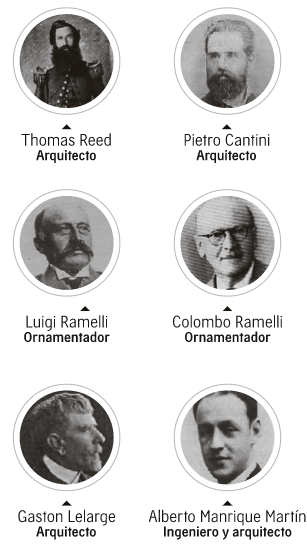 Thomas Reed
Arquitecto
Pietro Cantini
Arquitecto
Luigi Ramelli
Ornamentador
Colombo Ramelli
Ornamentador
Gaston Lelarge
Arquitecto
Alberto Manrique Martín
Ingeniero y arquitecto